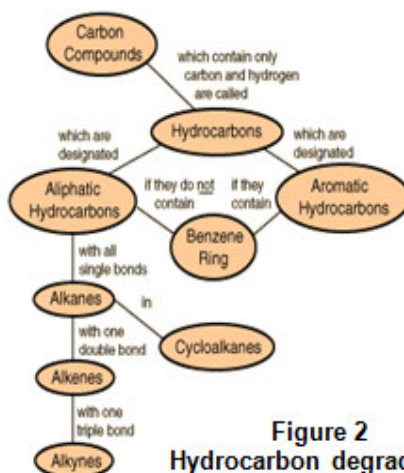 Carbon
Compounds
which contain only
carbon and hydrogen
are called
Hydrocarbons
which are
designated
which are
designated
Aliphatic
Hydrocarbons
if they do not
contain
if they
contain
Aromatic
Hydrocarbons
Benzene
Ring
with all
single bonds
Alkanes
in
Cycloalkanes
with one
double bond
Alkenes
with one
triple bond
Alkynes
Figure 2
Hydrocarbon degrad